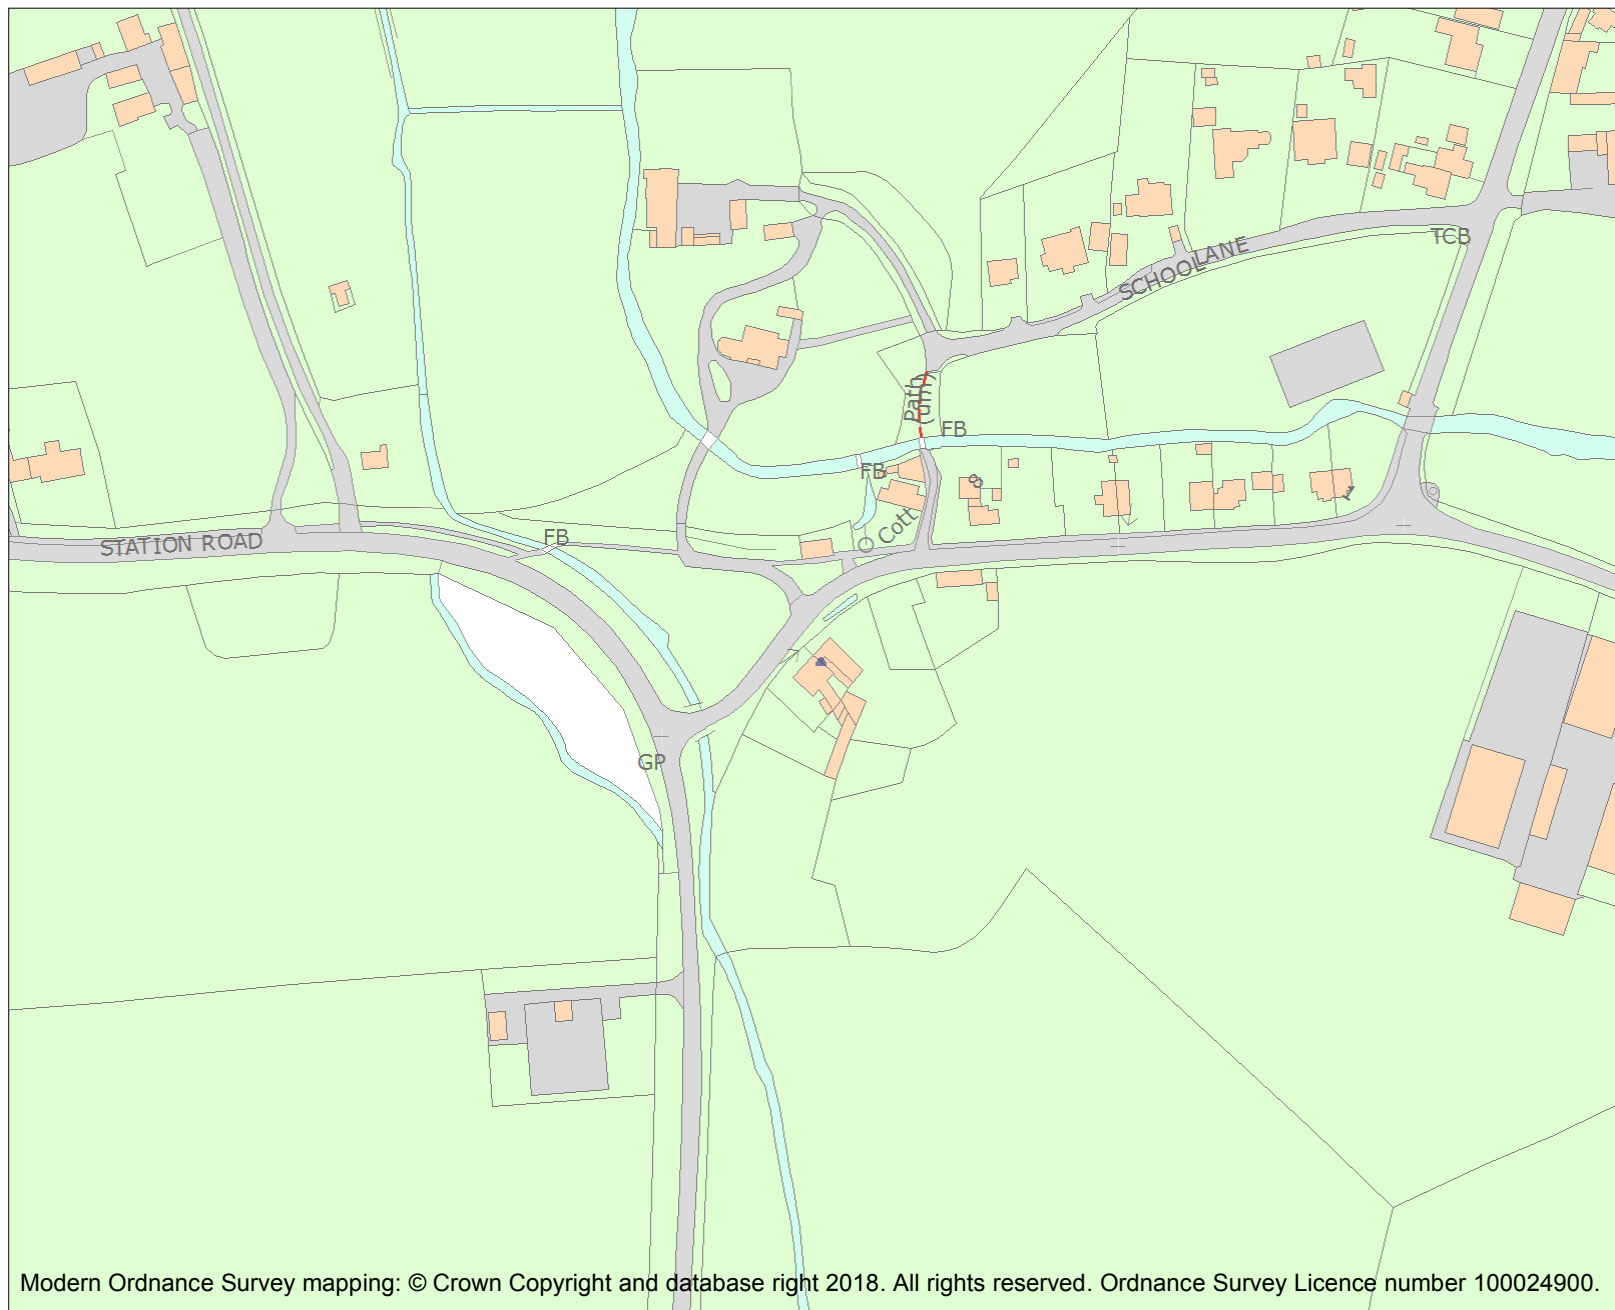 TCB
SCHOOL LANE
Path
(um)
FB
FB
8
1
Cott
STATION ROAD
FB
GP
Modern Ordnance Survey mapping: © Crown Copyright and database right 2018. All rights reserved. Ordnance Survey Licence number 100024900.